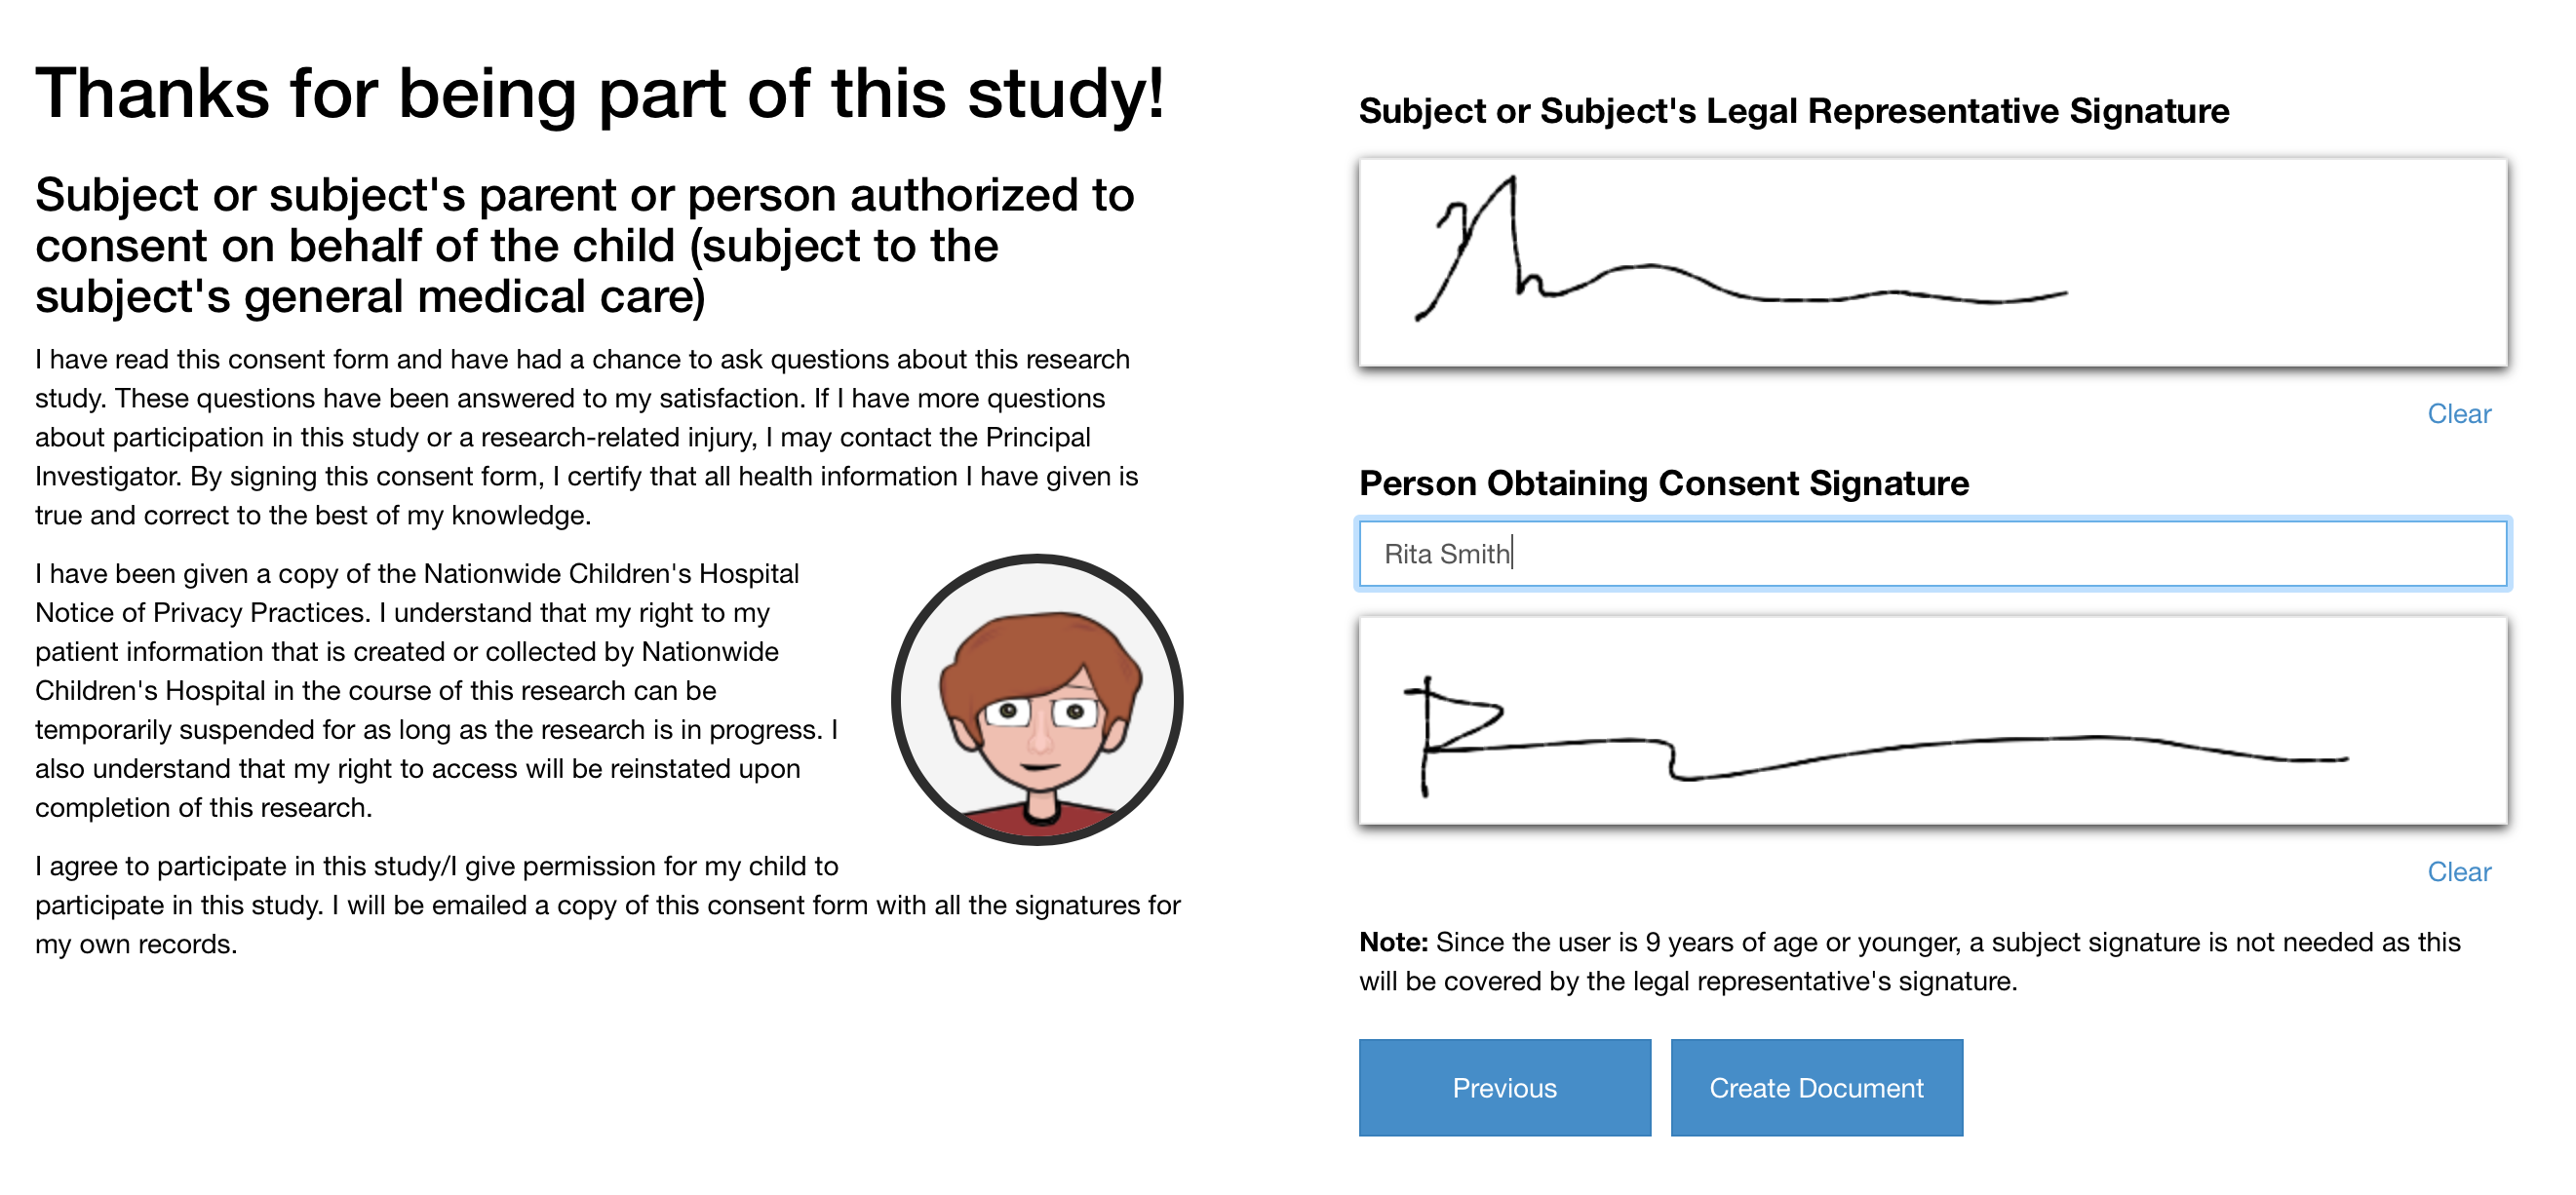 Thanks for being part of this study!
Subject or subject's parent or person authorized to
consent on behalf of the child (subject to the
subject's general medical care)
I have read this consent form and have had a chance to ask questions about this research
study. These questions have been answered to my satisfaction. If I have more questions
about participation in this study or a research-related injury, I may contact the Principal
Investigator. By signing this consent form, I certify that all health information I have given is
true and correct to the best of my knowledge.
I have been given a copy of the Nationwide Children's Hospital
Notice of Privacy Practices. I understand that my right to my
patient information that is created or collected by Nationwide
Children's Hospital in the course of this research can be
temporarily suspended for as long as the research is in progress. I
also understand that my right to access will be reinstated upon
completion of this research.
I agree to participate in this study/I give permission for my child to
participate in this study. I will be emailed a copy of this consent form with all the signatures for
my own records.
Subject or Subject's Legal Representative Signature
Clear
Person Obtaining Consent Signature
Rita Smith
Clear
Note: Since the user is 9 years of age or younger, a subject signature is not needed as this
will be covered by the legal representative's signature.
Previous
Create Document